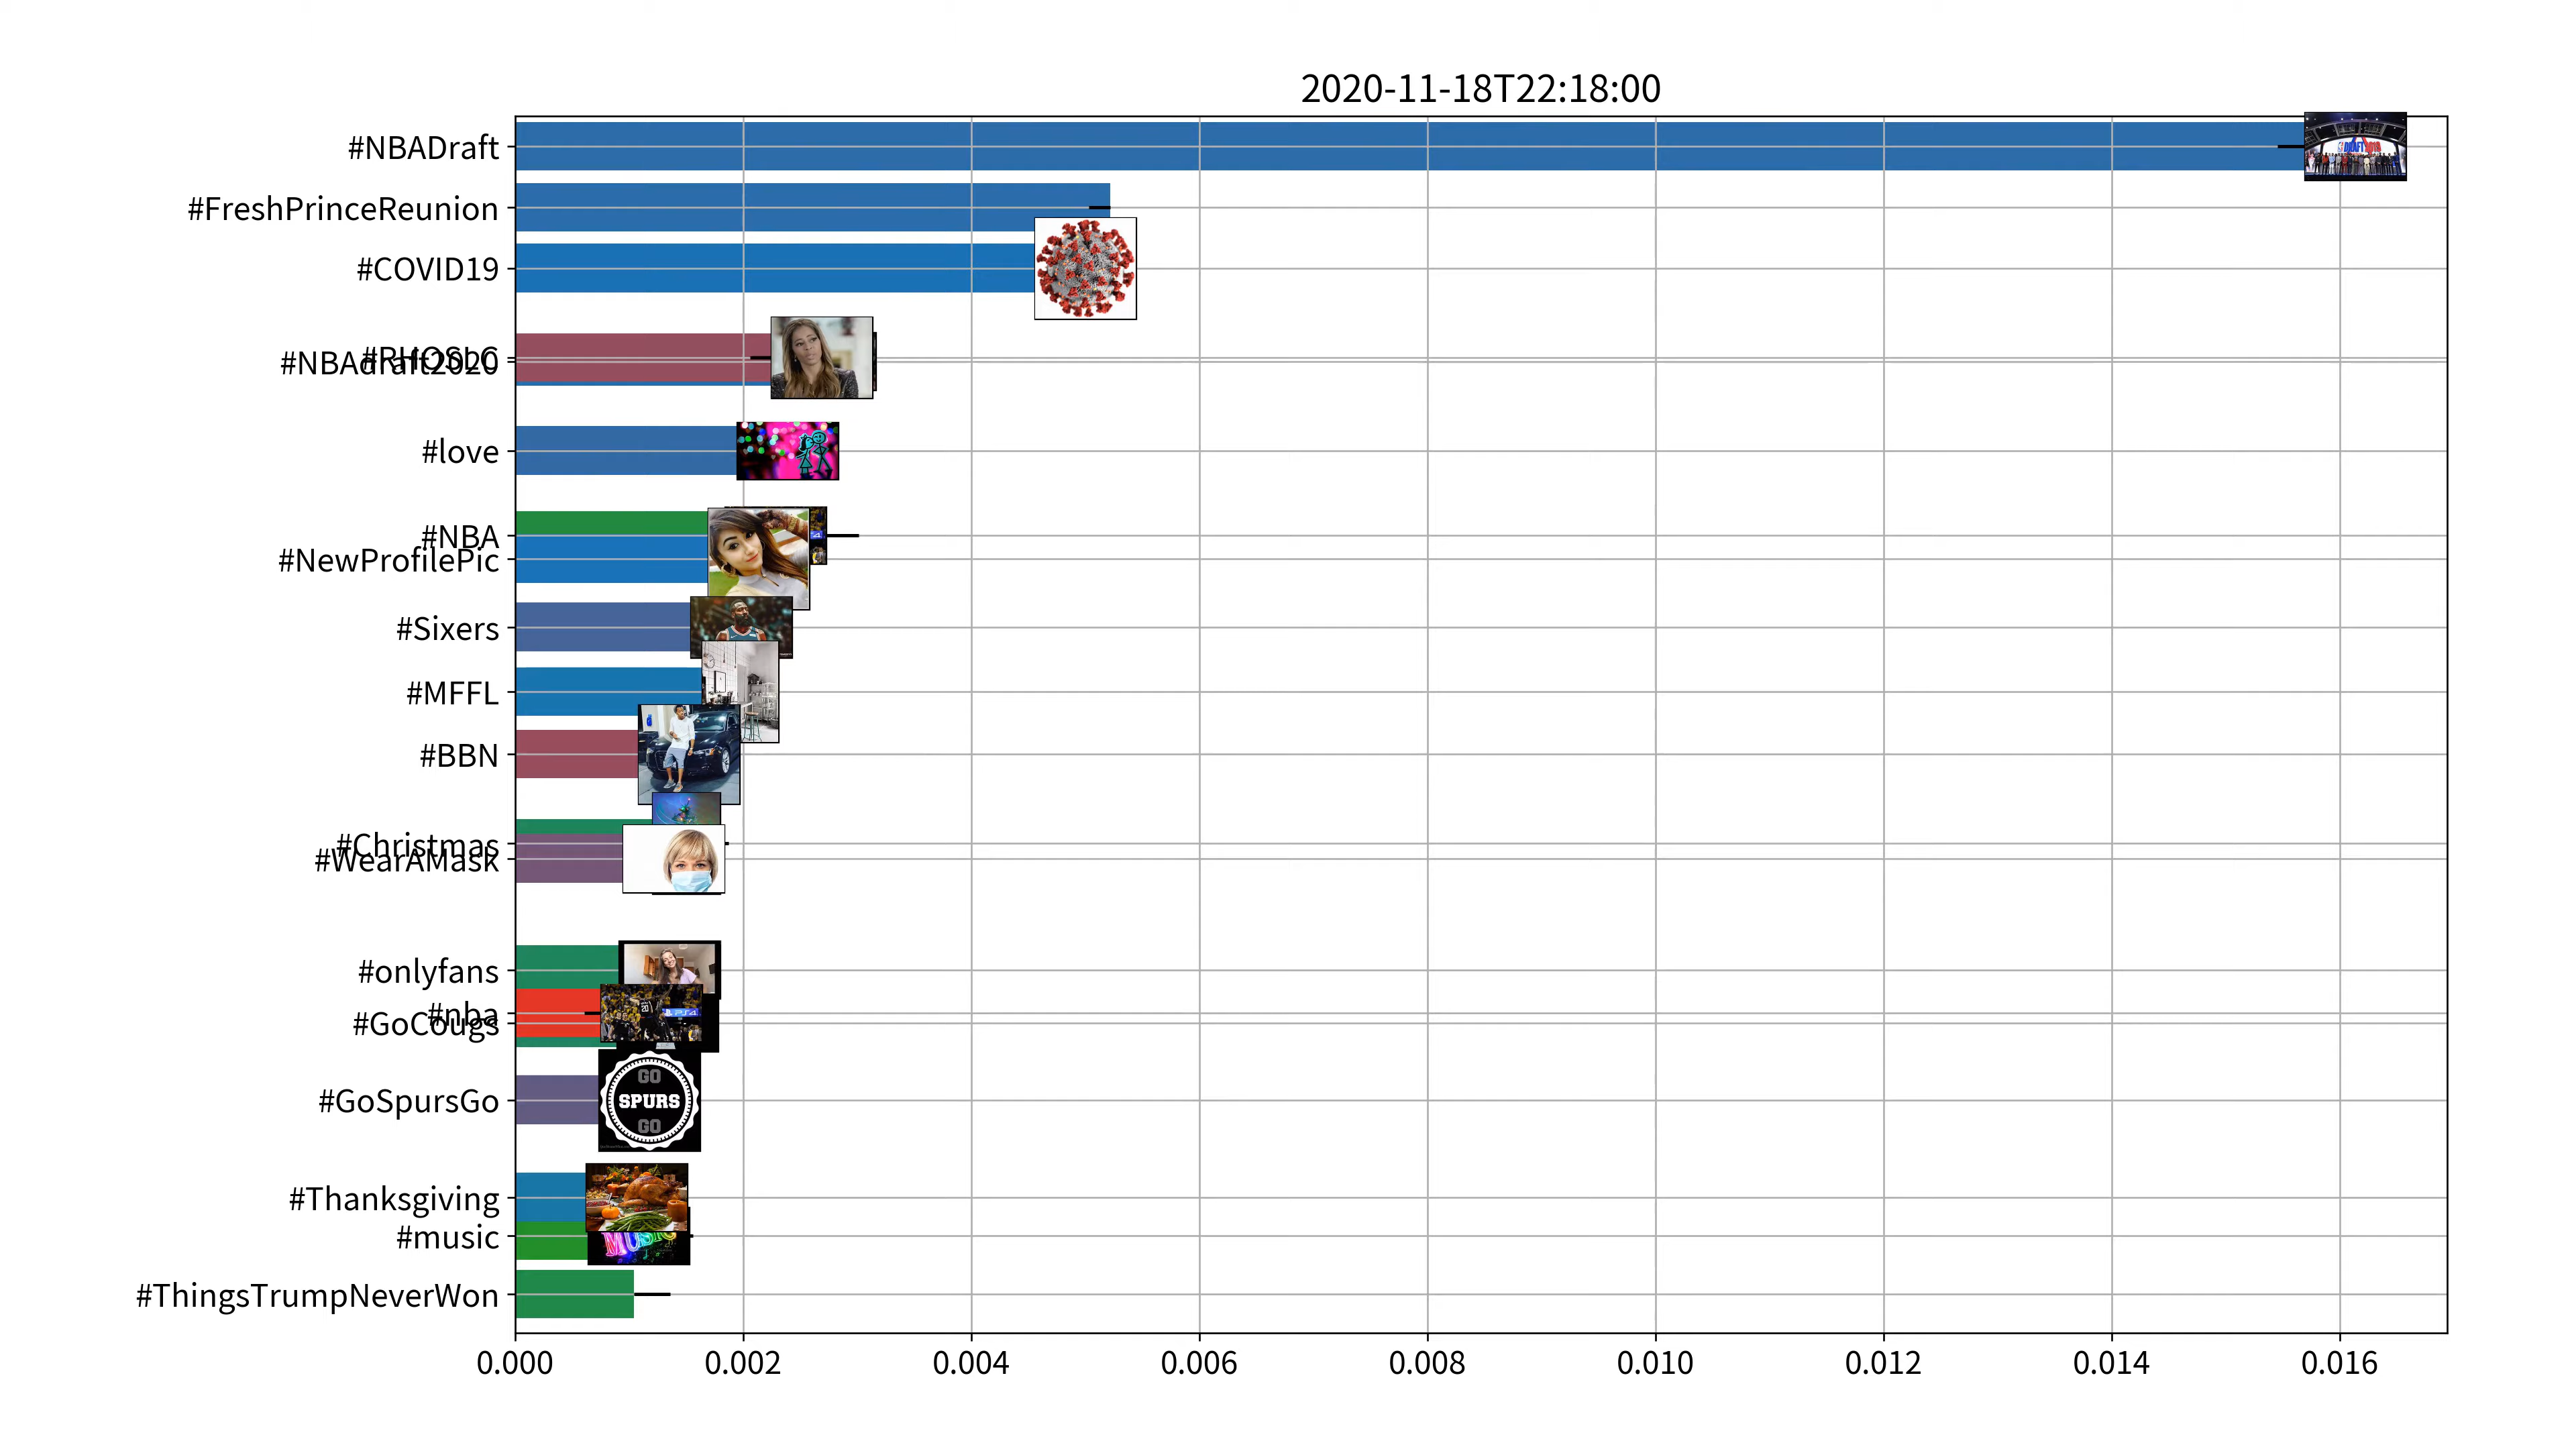 2020-11-18T22:18:00
#NBADraft
#FreshPrinceReunion
#COVID19
#RHOSLC
#NBAdraft2020
#love
#NBA
#NewProfilePic
#Sixers
#MFFL
#BBN
#Christmas
#WearAMask
#onlyfans
#nba
#GoCougs
GO
SPURS
GO
#GoSpursGo
#Thanksgiving
#music
MUSIC
#ThingsTrumpNeverWon
0.000 0.002 0.004 0.006 0.008 0.010 0.012 0.014 0.016